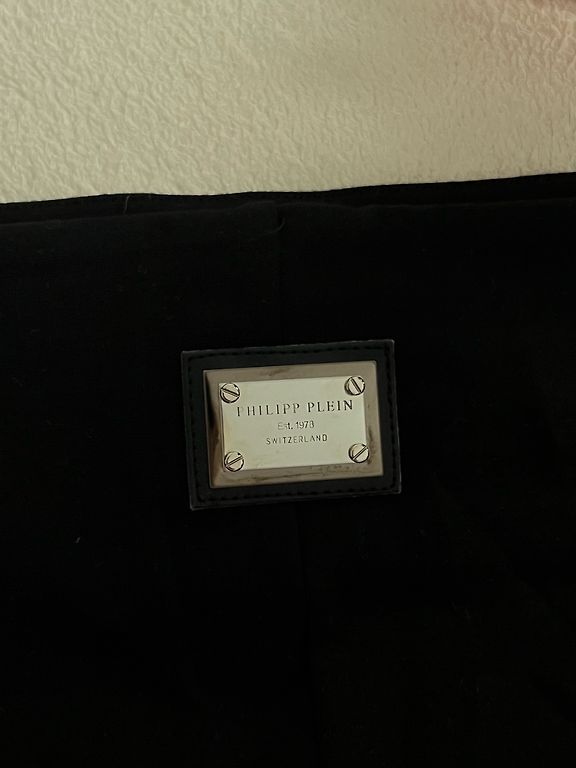 PHILIPP PLEIN
Est. 1978
SWITZERLAND